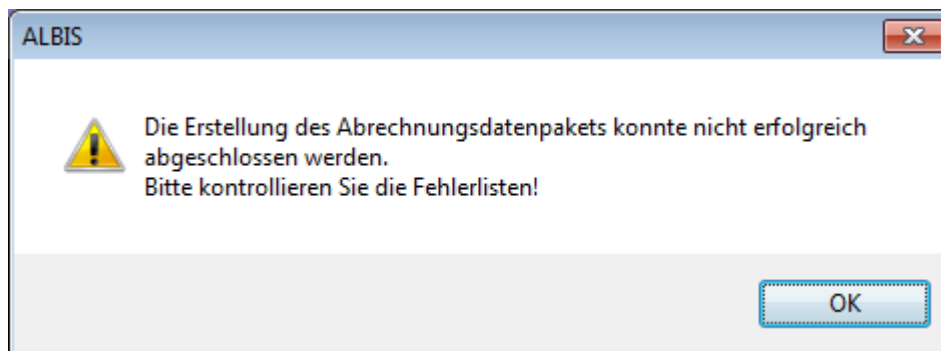 ALBIS
Die Erstellung des Abrechnungsdatenpakets konnte nicht erfolgreich
abgeschlossen werden.
Bitte kontrollieren Sie die Fehlerlisten!
OK